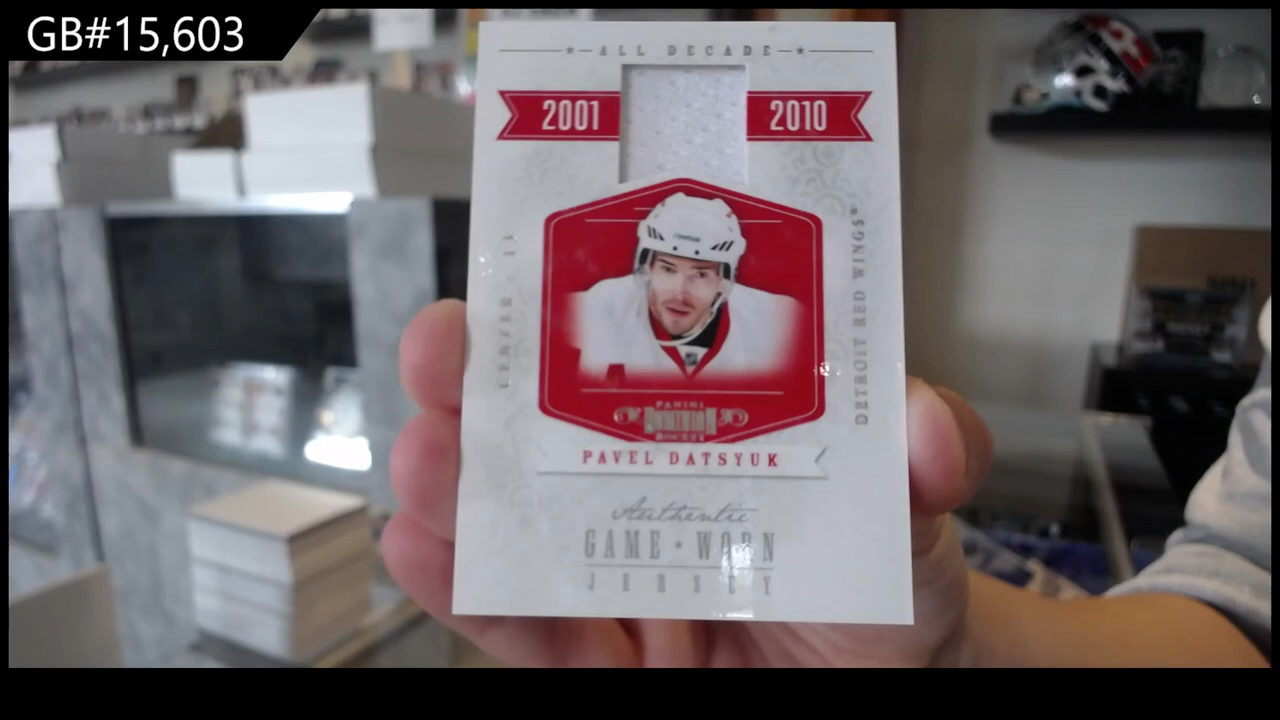 GB#15,603
ALL DECADE
2001 2010
CENTER 13
DETROIT RED WINGS
PANINI
HOCKEY
PAVEL DATSYUK
Authentic
GAME • WORN
JERSEY